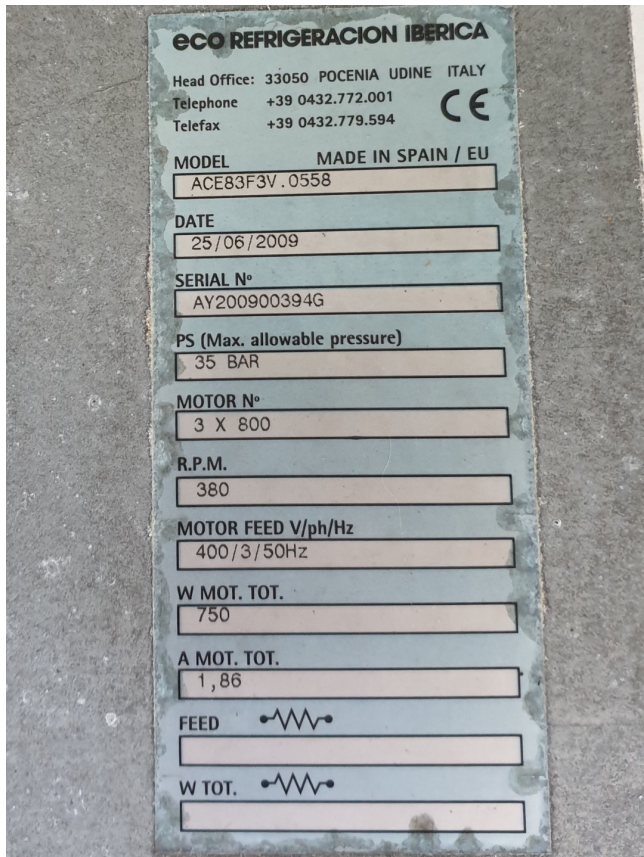 eco REFRIGERACION IBERICA
Head Office: 33050 POCENIA UDINE ITALY
Telephone +39 0432.772.001
Telefax +39 0432.779.594
CE
MODEL MADE IN SPAIN / EU
ACE83F3V.0558
DATE
25/06/2009
SERIAL Nº
AY200900394G
PS (Max. allowable pressure)
35 BAR
MOTOR Nº
3 X 800
R.P.M.
380
MOTOR FEED V/ph/Hz
400/3/50Hz
W MOT. TOT.
750
A MOT. TOT.
1,86
FEED
W TOT.